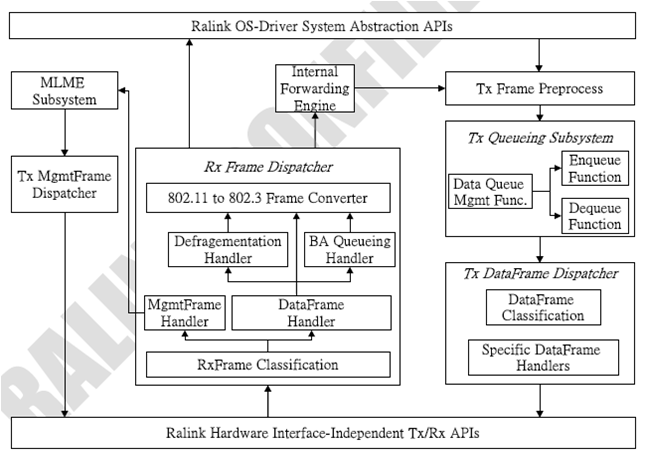 Ralink OS-Driver System Abstraction APIs
MLME
Subsystem
Internal
Forwarding
Engine
Tx Frame Preprocess
Tx MgmtFrame
Dispatcher
Rx Frame Dispatcher
802.11 to 802.3 Frame Converter
Defragementation
Handler
BA Queueing
Handler
MgmtFrame
Handler
DataFrame
Handler
RxFrame Classification
Tx Queueing Subsystem
Data Queue
Mgmt Func.
Enqueue
Function
Dequeue
Function
Tx DataFrame Dispatcher
DataFrame
Classification
Specific DataFrame
Handlers
Ralink Hardware Interface-Independent Tx/Rx APIs